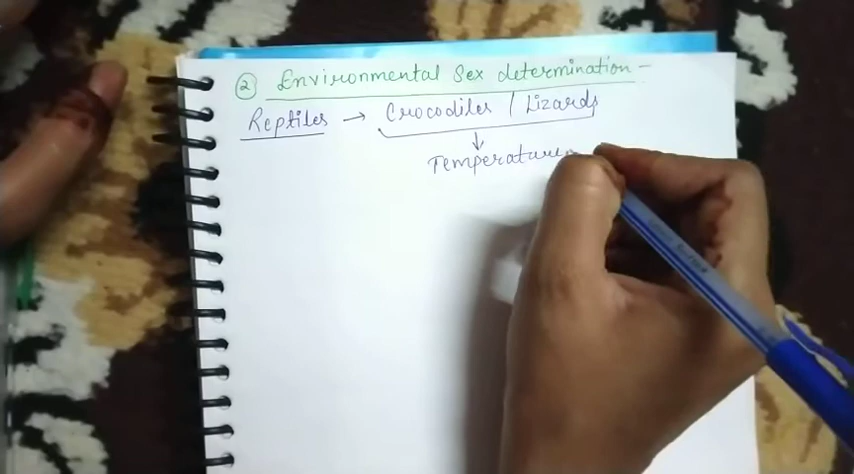 ② Environmental Sex determination –
Reptiles → Crocodiles / Lizards
↓
Temperature